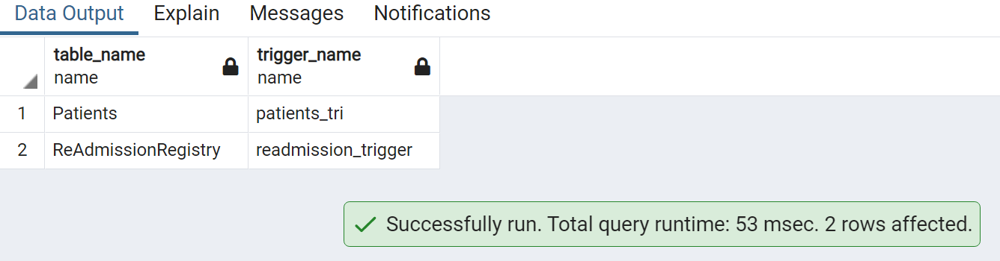 Data Output Explain Messages Notifications
table_name trigger_name
name name
1 Patients patients_tri
2 ReAdmissionRegistry readmission_trigger
Successfully run. Total query runtime: 53 msec. 2 rows affected.